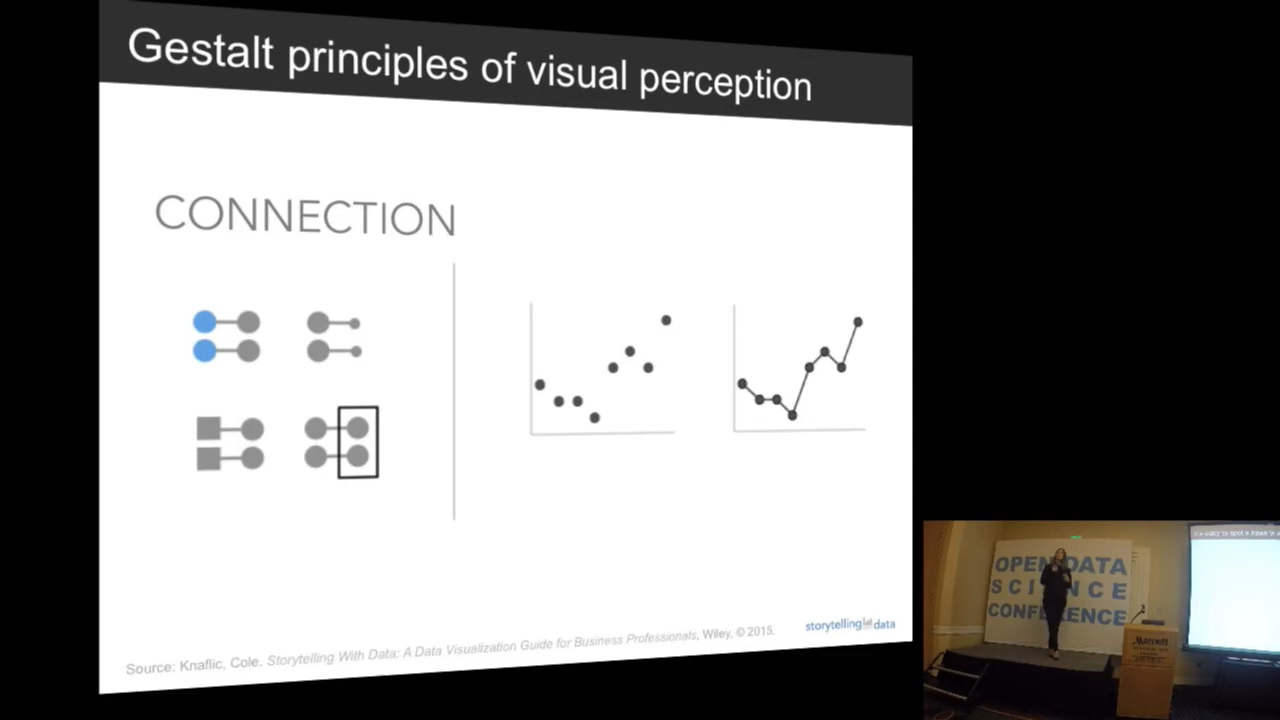 Gestalt principles of visual perception
CONNECTION
Source: Knaflic, Cole. Storytelling With Data: A Data Visualization Guide for Business Professionals, Wiley, © 2015.
storytelling data
OPEN DATA
SCIENCE
CONFERENCE
Marriott